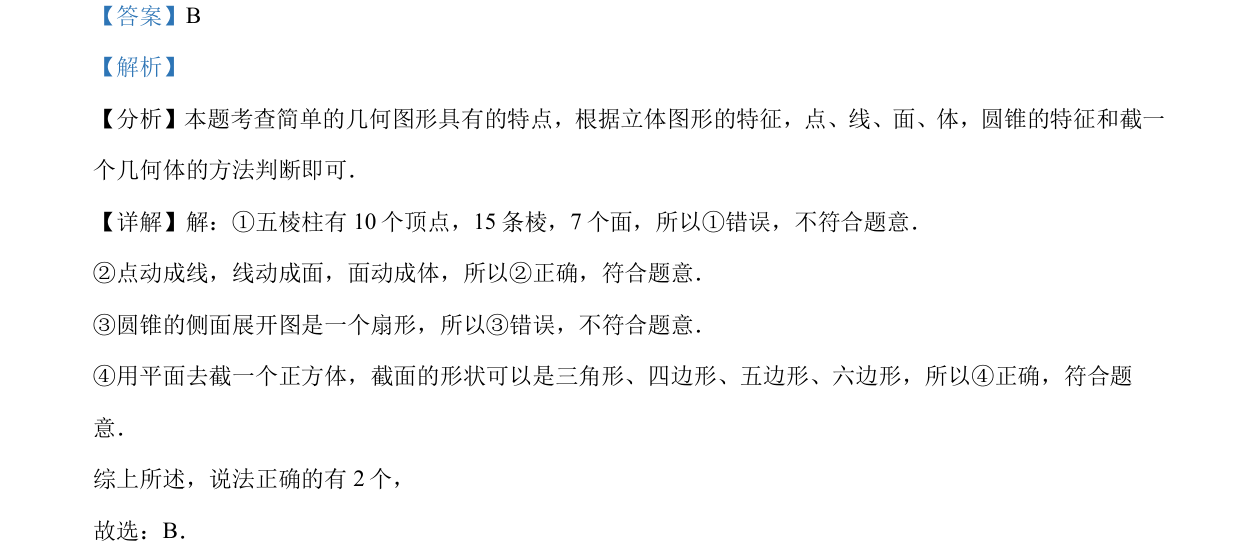 【答案】B
【解析】
【分析】本题考查简单的几何图形具有的特点，根据立体图形的特征，点、线、面、体，圆锥的特征和截一
个几何体的方法判断即可．
【详解】解：①五棱柱有 10 个顶点，15 条棱，7 个面，所以①错误，不符合题意．
②点动成线，线动成面，面动成体，所以②正确，符合题意．
③圆锥的侧面展开图是一个扇形，所以③错误，不符合题意．
④用平面去截一个正方体，截面的形状可以是三角形、四边形、五边形、六边形，所以④正确，符合题
意．
综上所述，说法正确的有 2 个，
故选：B．